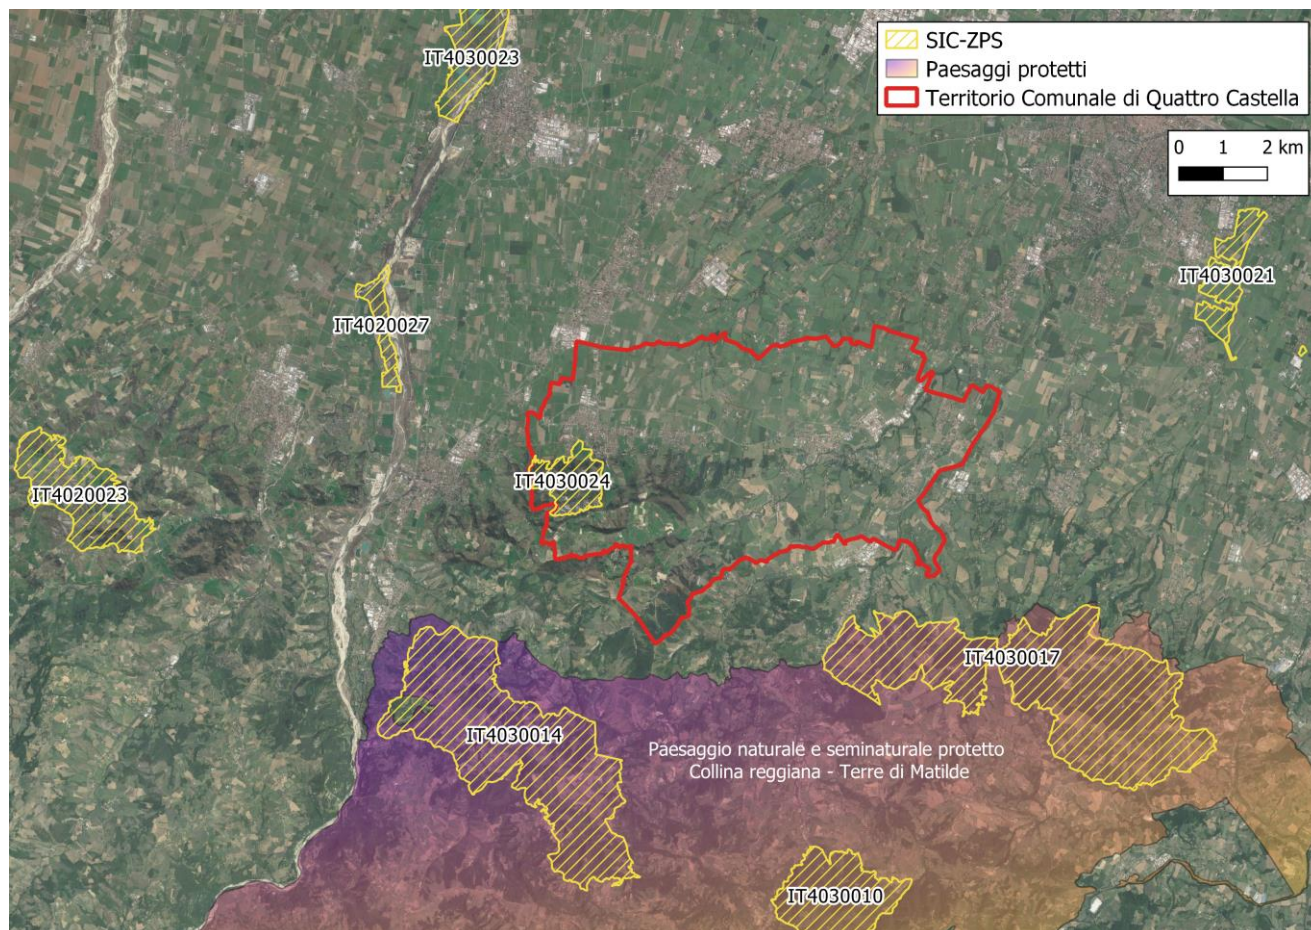 SIC-ZPS
Paesaggi protetti
Territorio Comunale di Quattro Castella
0 1 2 km
IT4030023
IT4030021
IT4020027
IT4030024
IT4020023
IT4030017
IT4030014
Paesaggio naturale e seminaturale protetto
Collina reggiana - Terre di Matilde
IT4030010